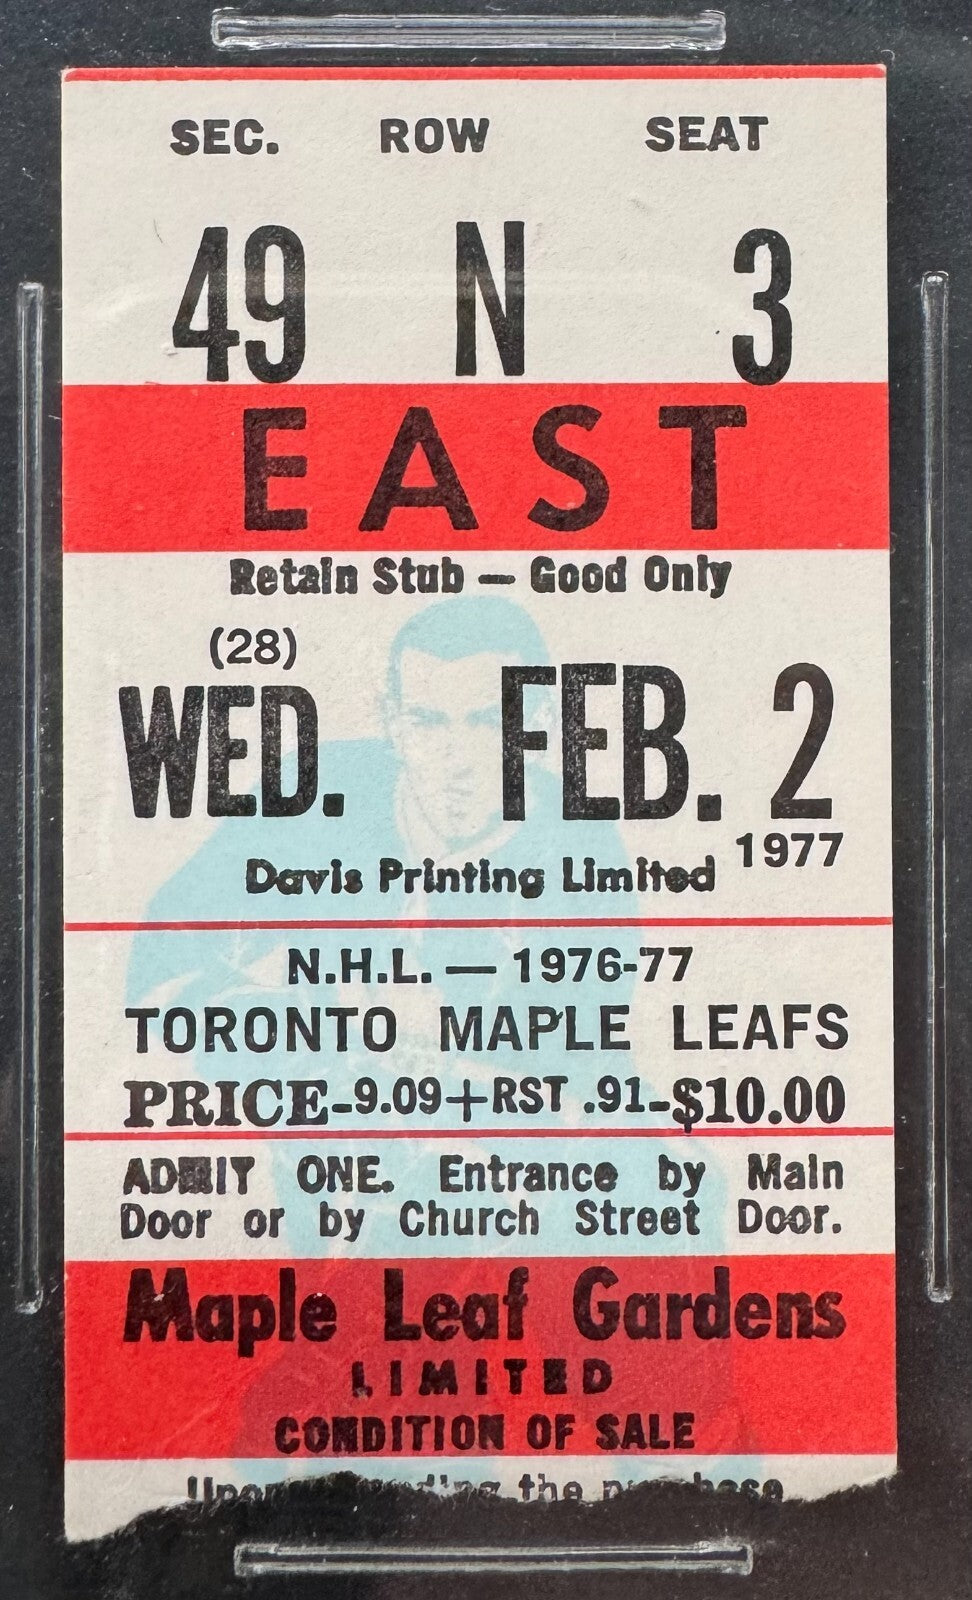 SEC. ROW SEAT
49 N 3
EAST
Retain Stub — Good Only
(28)
WED. FEB. 2
1977
Davis Printing Limited
N.H.L. — 1976-77
TORONTO MAPLE LEAFS
PRICE-9.09+RST .91-$10.00
ADMIT ONE. Entrance by Main
Door or by Church Street Door.
Maple Leaf Gardens
LIMITED
CONDITION OF SALE
the